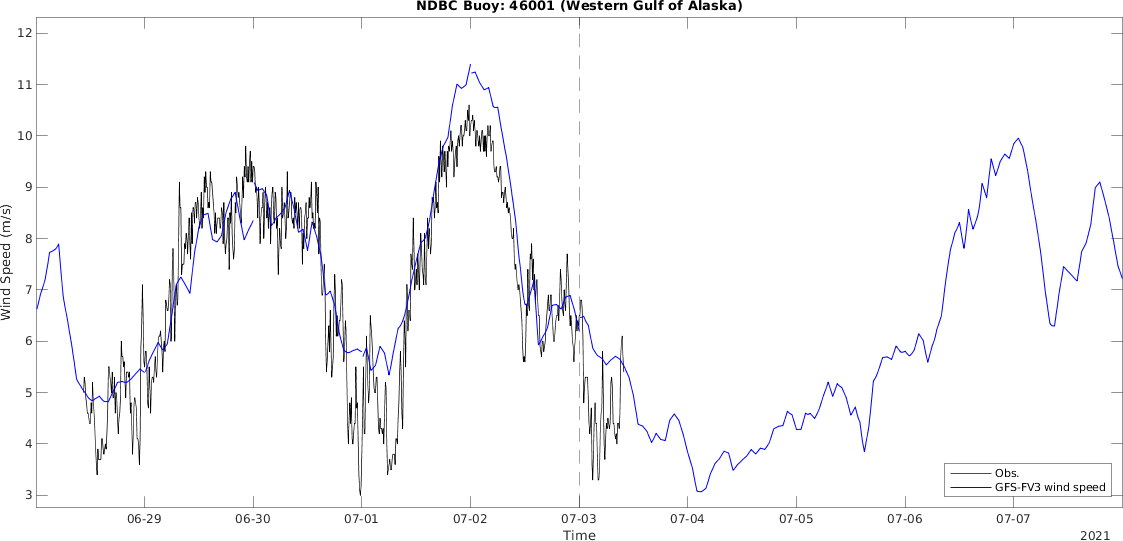 NDBC Buoy: 46001 (Western Gulf of Alaska)
12
11
10
9
8
7
6
5
4
3
Wind Speed (m/s)
Obs.
GFS-FV3 wind speed
06-29 06-30 07-01 07-02 07-03 07-04 07-05 07-06 07-07
Time
2021